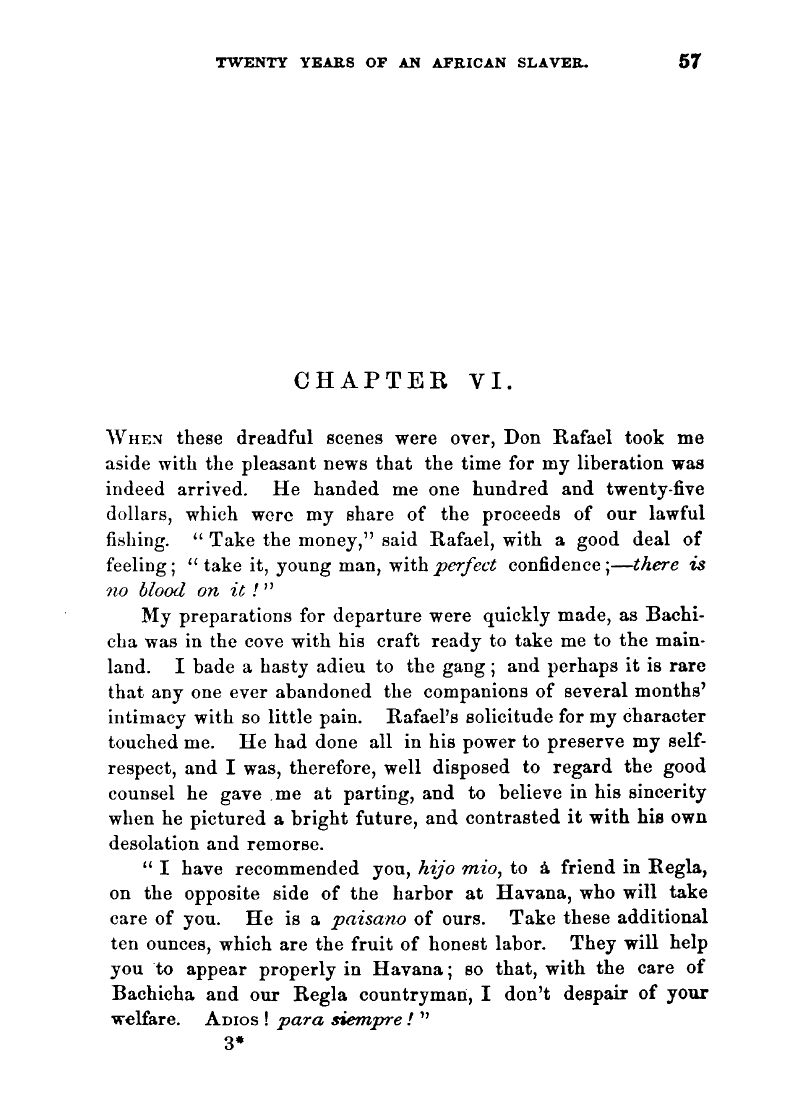 TWENTY YEARS OF AN AFRICAN SLAVER. 57
CHAPTER VI.
WHEN these dreadful scenes were over, Don Rafael took me
aside with the pleasant news that the time for my liberation was
indeed arrived. He handed me one hundred and twenty-five
dollars, which were my share of the proceeds of our lawful
fishing. “Take the money,” said Rafael, with a good deal of
feeling; “take it, young man, with perfect confidence;—there is
no blood on it!”
My preparations for departure were quickly made, as Bachi-
cha was in the cove with his craft ready to take me to the main-
land. I bade a hasty adieu to the gang; and perhaps it is rare
that any one ever abandoned the companions of several months’
intimacy with so little pain. Rafael’s solicitude for my character
touched me. He had done all in his power to preserve my self-
respect, and I was, therefore, well disposed to regard the good
counsel he gave me at parting, and to believe in his sincerity
when he pictured a bright future, and contrasted it with his own
desolation and remorse.
“I have recommended you, hijo mio, to a friend in Regla,
on the opposite side of the harbor at Havana, who will take
care of you. He is a paisano of ours. Take these additional
ten ounces, which are the fruit of honest labor. They will help
you to appear properly in Havana; so that, with the care of
Bachicha and our Regla countryman, I don’t despair of your
welfare. ADIOS! para siempre!”
3*